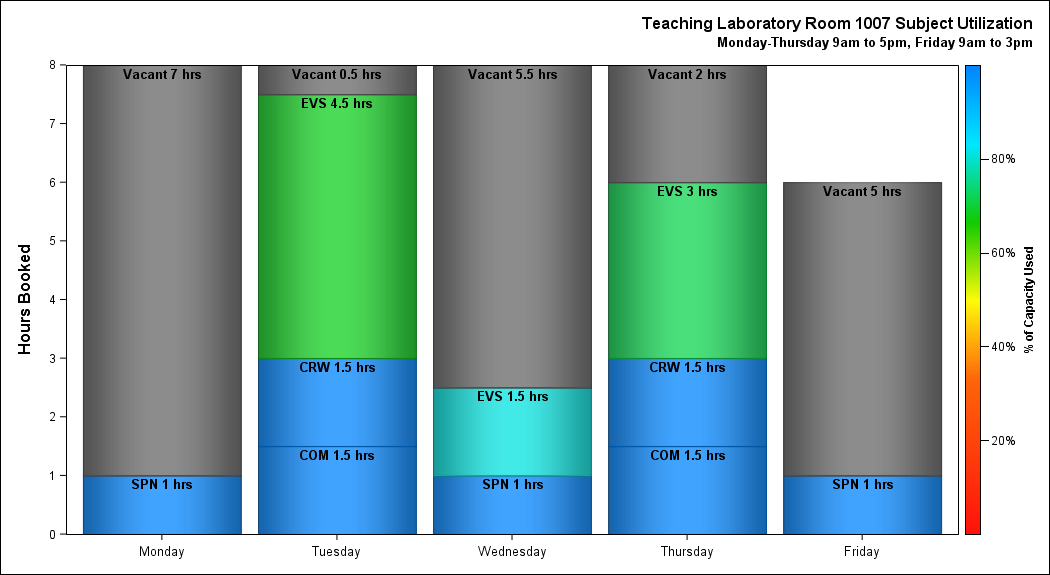 Teaching Laboratory Room 1007 Subject Utilization
Monday-Thursday 9am to 5pm, Friday 9am to 3pm
Hours Booked
8
7
6
5
4
3
2
1
0
Vacant 7 hrs
SPN 1 hrs
Vacant 0.5 hrs
EVS 4.5 hrs
CRW 1.5 hrs
COM 1.5 hrs
Vacant 5.5 hrs
EVS 1.5 hrs
SPN 1 hrs
Vacant 2 hrs
EVS 3 hrs
CRW 1.5 hrs
COM 1.5 hrs
Vacant 5 hrs
SPN 1 hrs
Monday
Tuesday
Wednesday
Thursday
Friday
80%
60%
40%
20%
% of Capacity Used